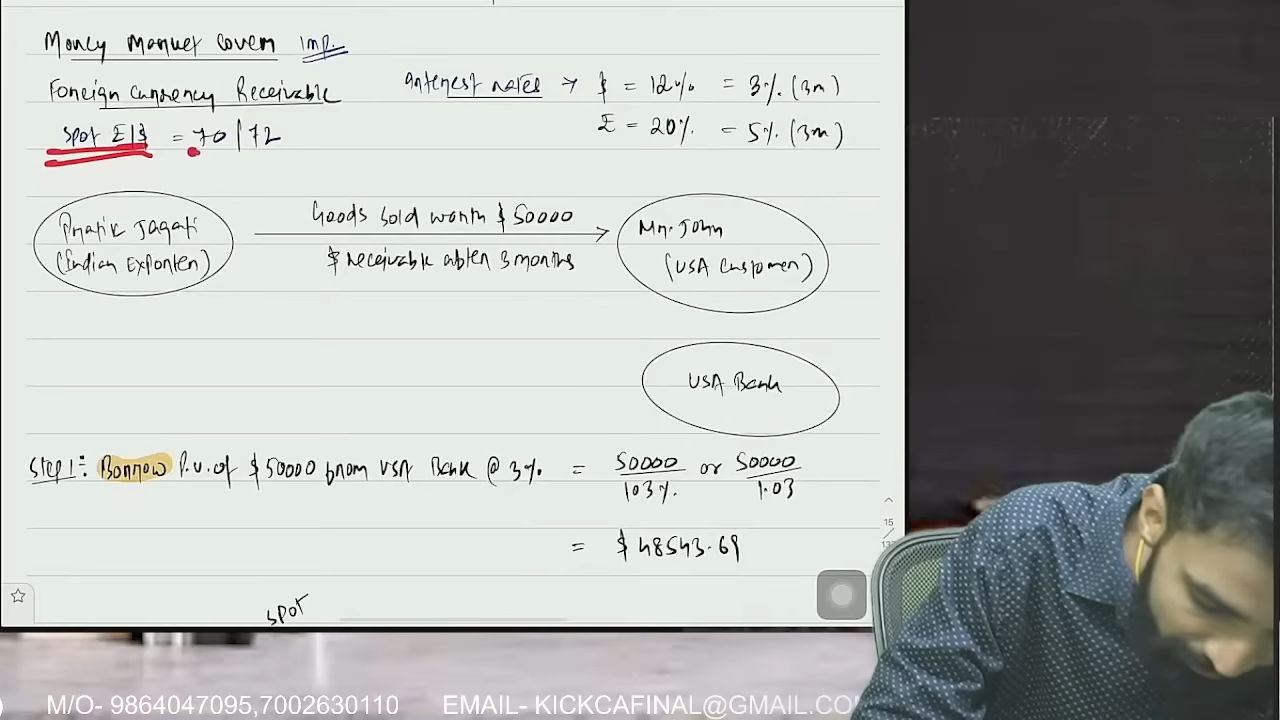 Money Market Cover Imp.
Foreign Currency Receivable
Interest rates → $ = 12% = 3% (3m)
Spot ₹/$ = 70/72
₹ = 20% = 5% (3m)
Pratik Jagati
(Indian Exporter)
Goods sold worth $50000
$ receivable after 3 months
Mr. John
(USA Customer)
USA Bank
Step 1: Borrow P.V. of $50000 from USA Bank @ 3% = 50000/103% or 50000/1.03
= $48543.69
15
Spot
M/O- 9864047095,7002630110 EMAIL- KICKCAFINAL@GMAIL.CO